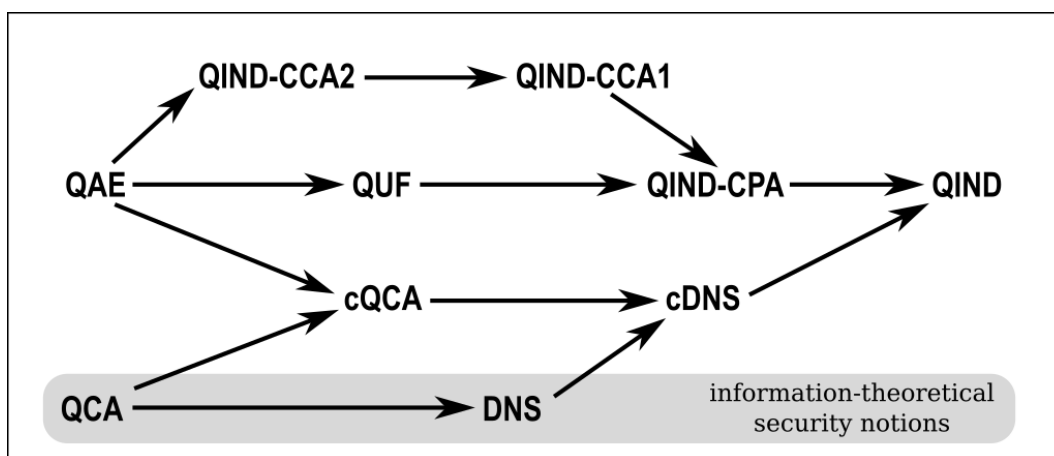 QIND-CCA2 QIND-CCA1
QAE QUF QIND-CPA QIND
cQCA cDNS
QCA DNS information-theoretical
security notions